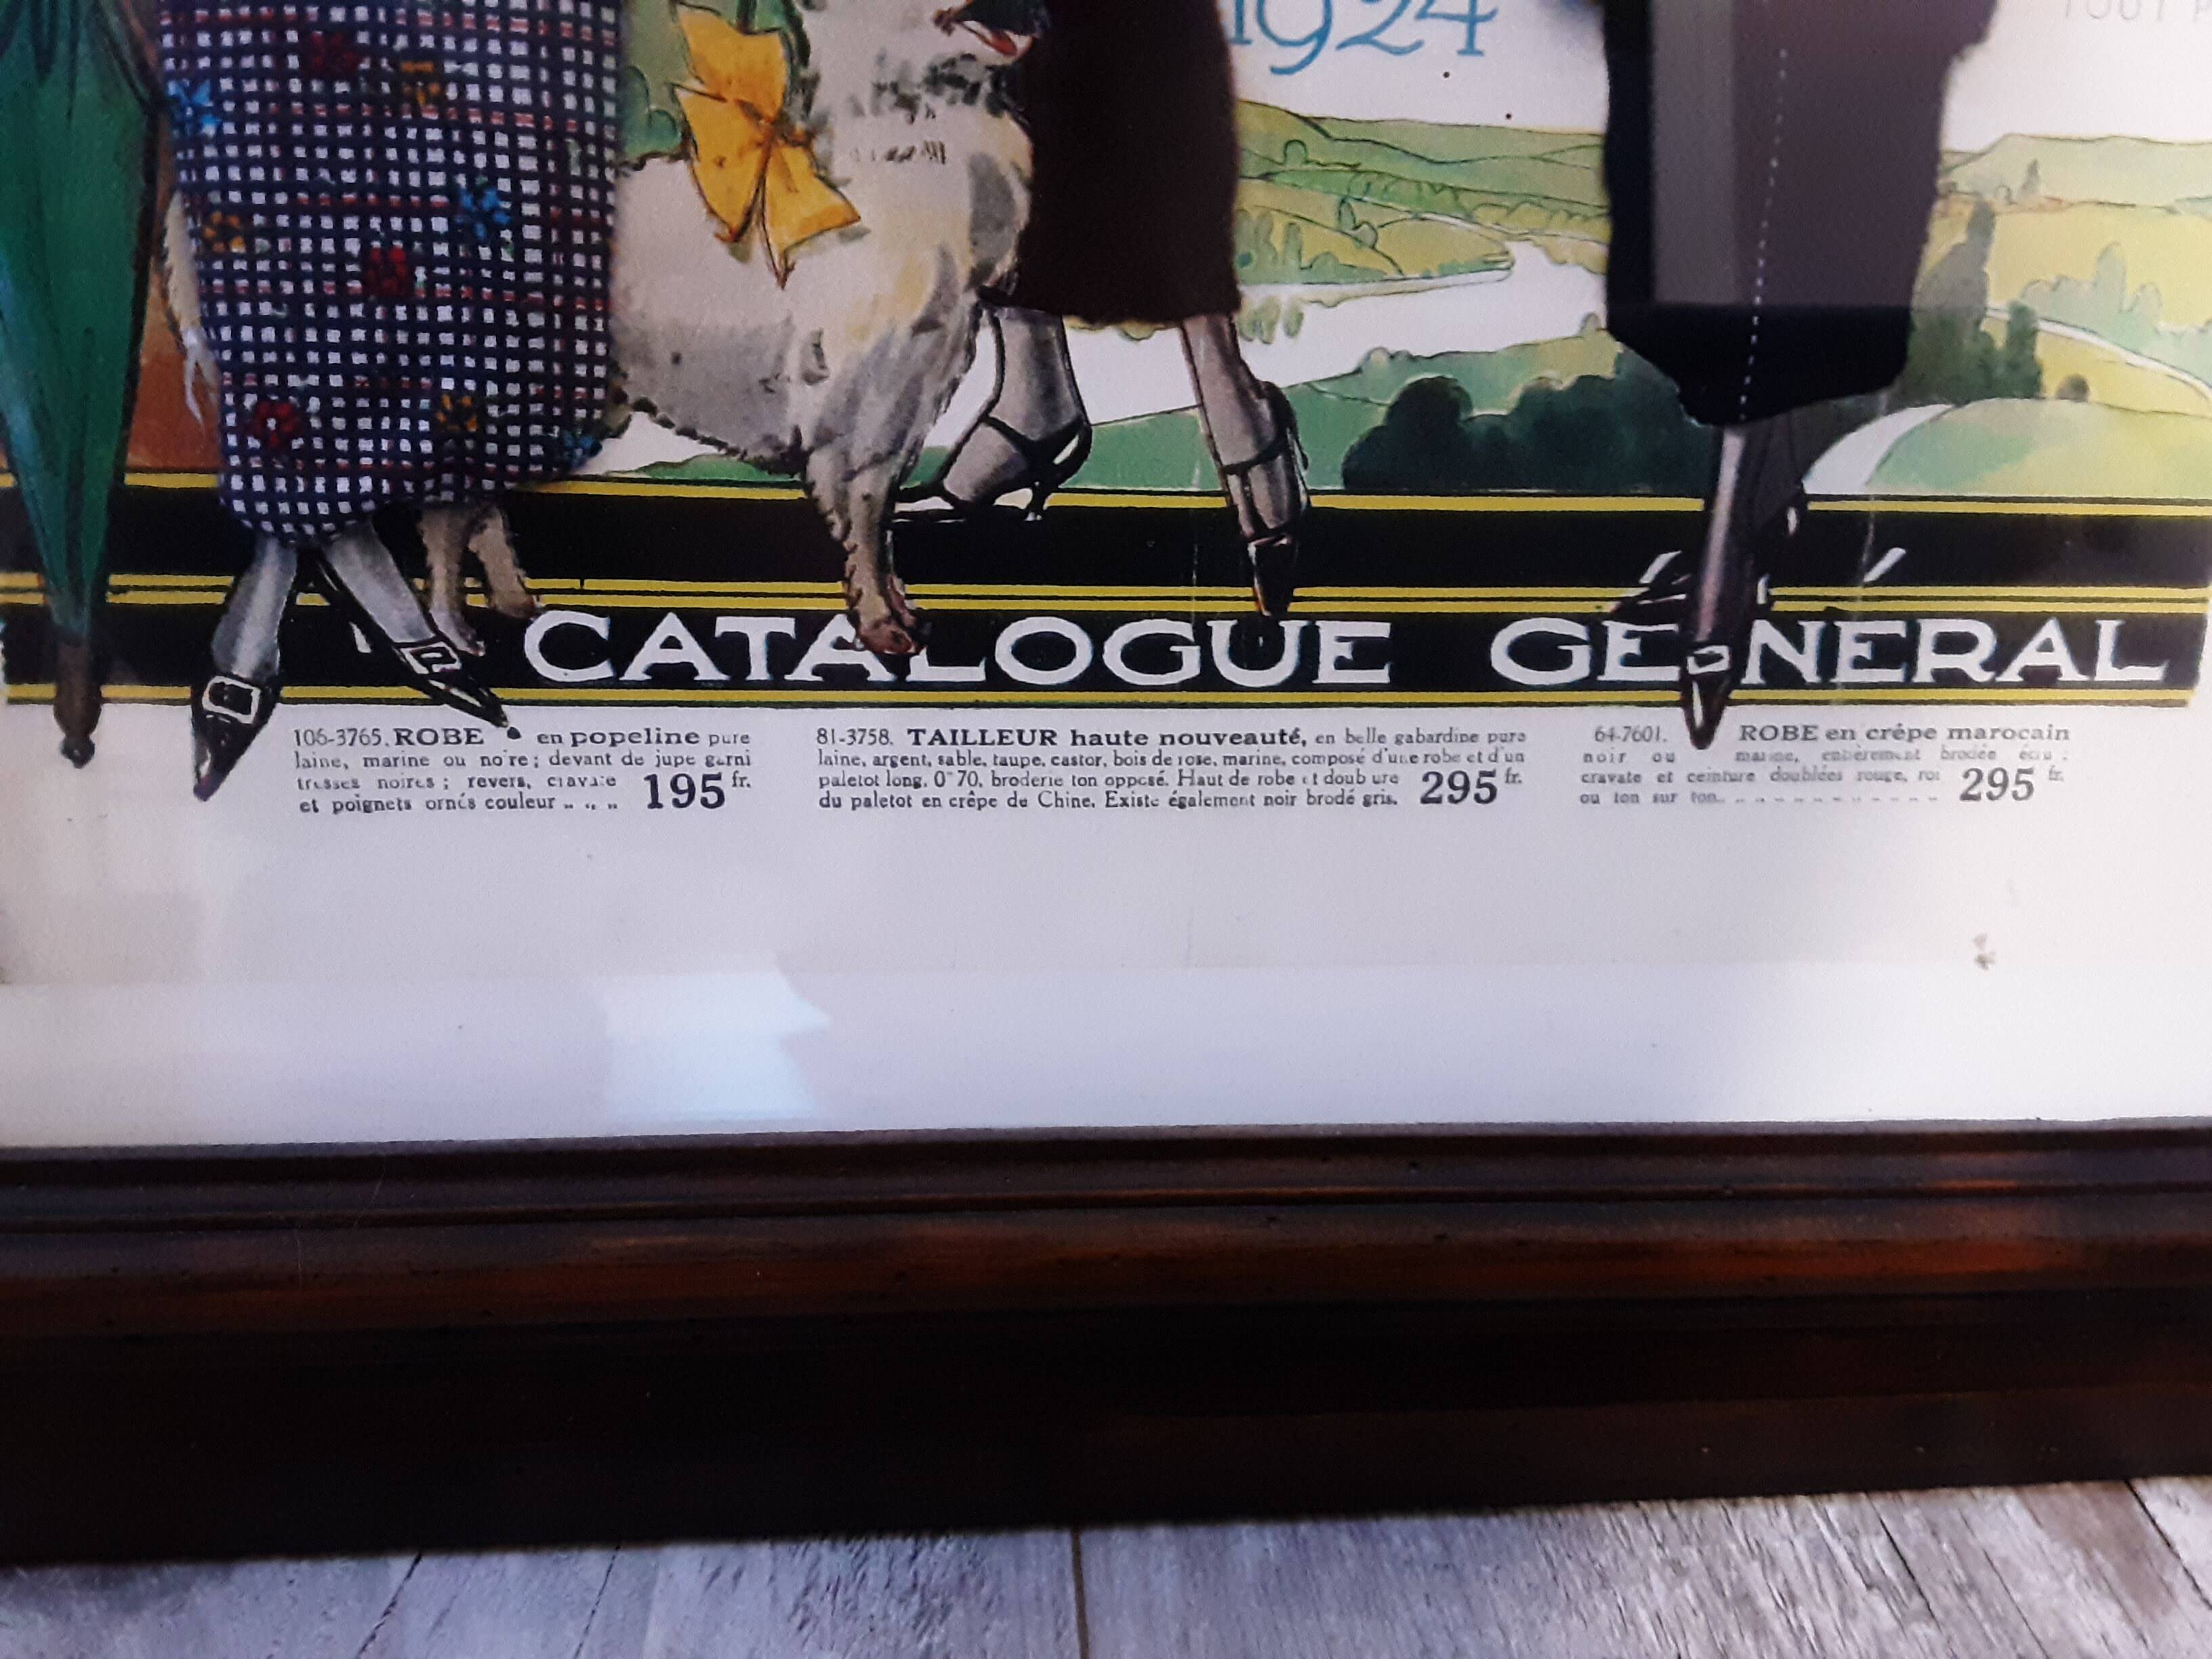 1924
TOUT
CATALOGUE GÉNÉRAL
106-3765. ROBE en popeline pure
laine, marine ou noire; devant de jupe garni
tresses noires; revers, cravate
et poignets ornés couleur .. .. .. 195 fr.
81-3758. TAILLEUR haute nouveauté, en belle gabardine pure
laine, argent, sable, taupe, castor, bois de rose, marine, composé d'une robe et d'un
paletot long. 0m70, broderie ton opposé. Haut de robe et doublure
du paletot en crêpe de Chine. Existe également noir brodé gris. 295 fr.
64-7601. ROBE en crêpe marocain
noir ou marine, entièrement brodée écru;
cravate et ceinture doublées rouge, roi
ou ton sur ton. 295 fr.